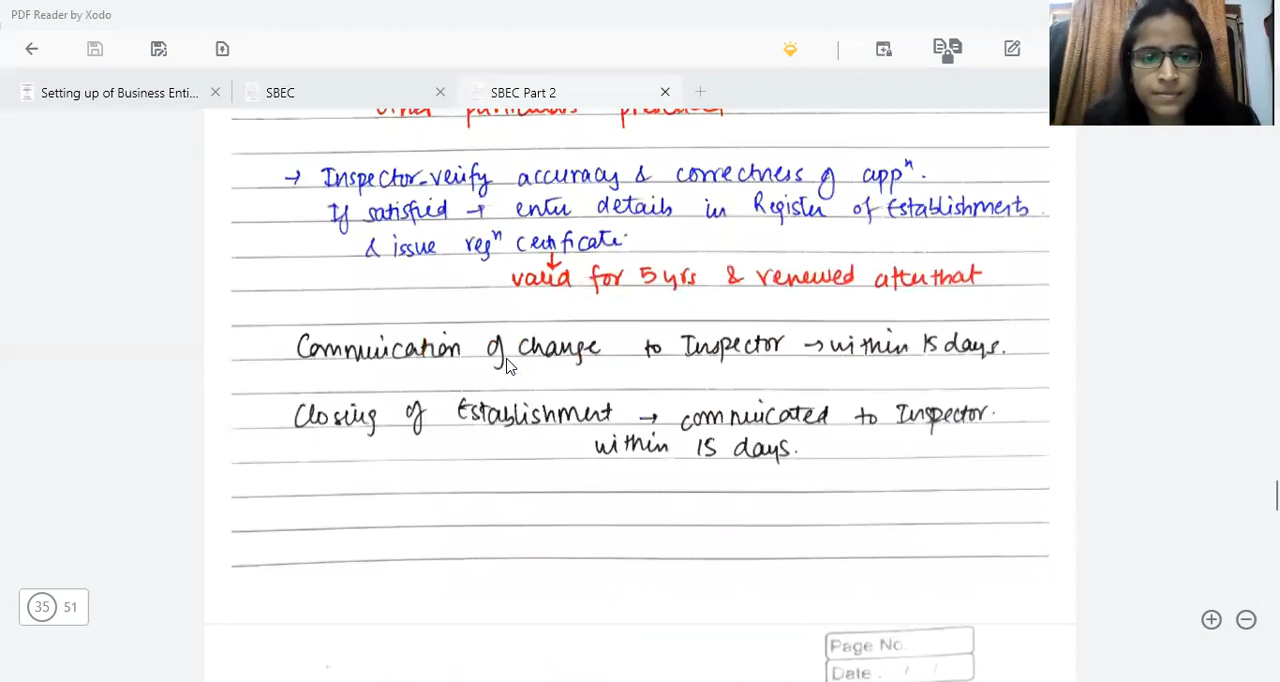 PDF Reader by Xodo
Setting up of Business Enti...
SBEC
SBEC Part 2
other particulars prescribed
→ Inspector-verify accuracy & correctness of appⁿ.
If satisfied → enter details in Register of Establishments.
& issue regⁿ certificate.
valid for 5 yrs & renewed after that
Communication of change to Inspector → within 15 days.
Closing of Establishment → communicated to Inspector.
within 15 days.
35 51
Page No.
Date . / /